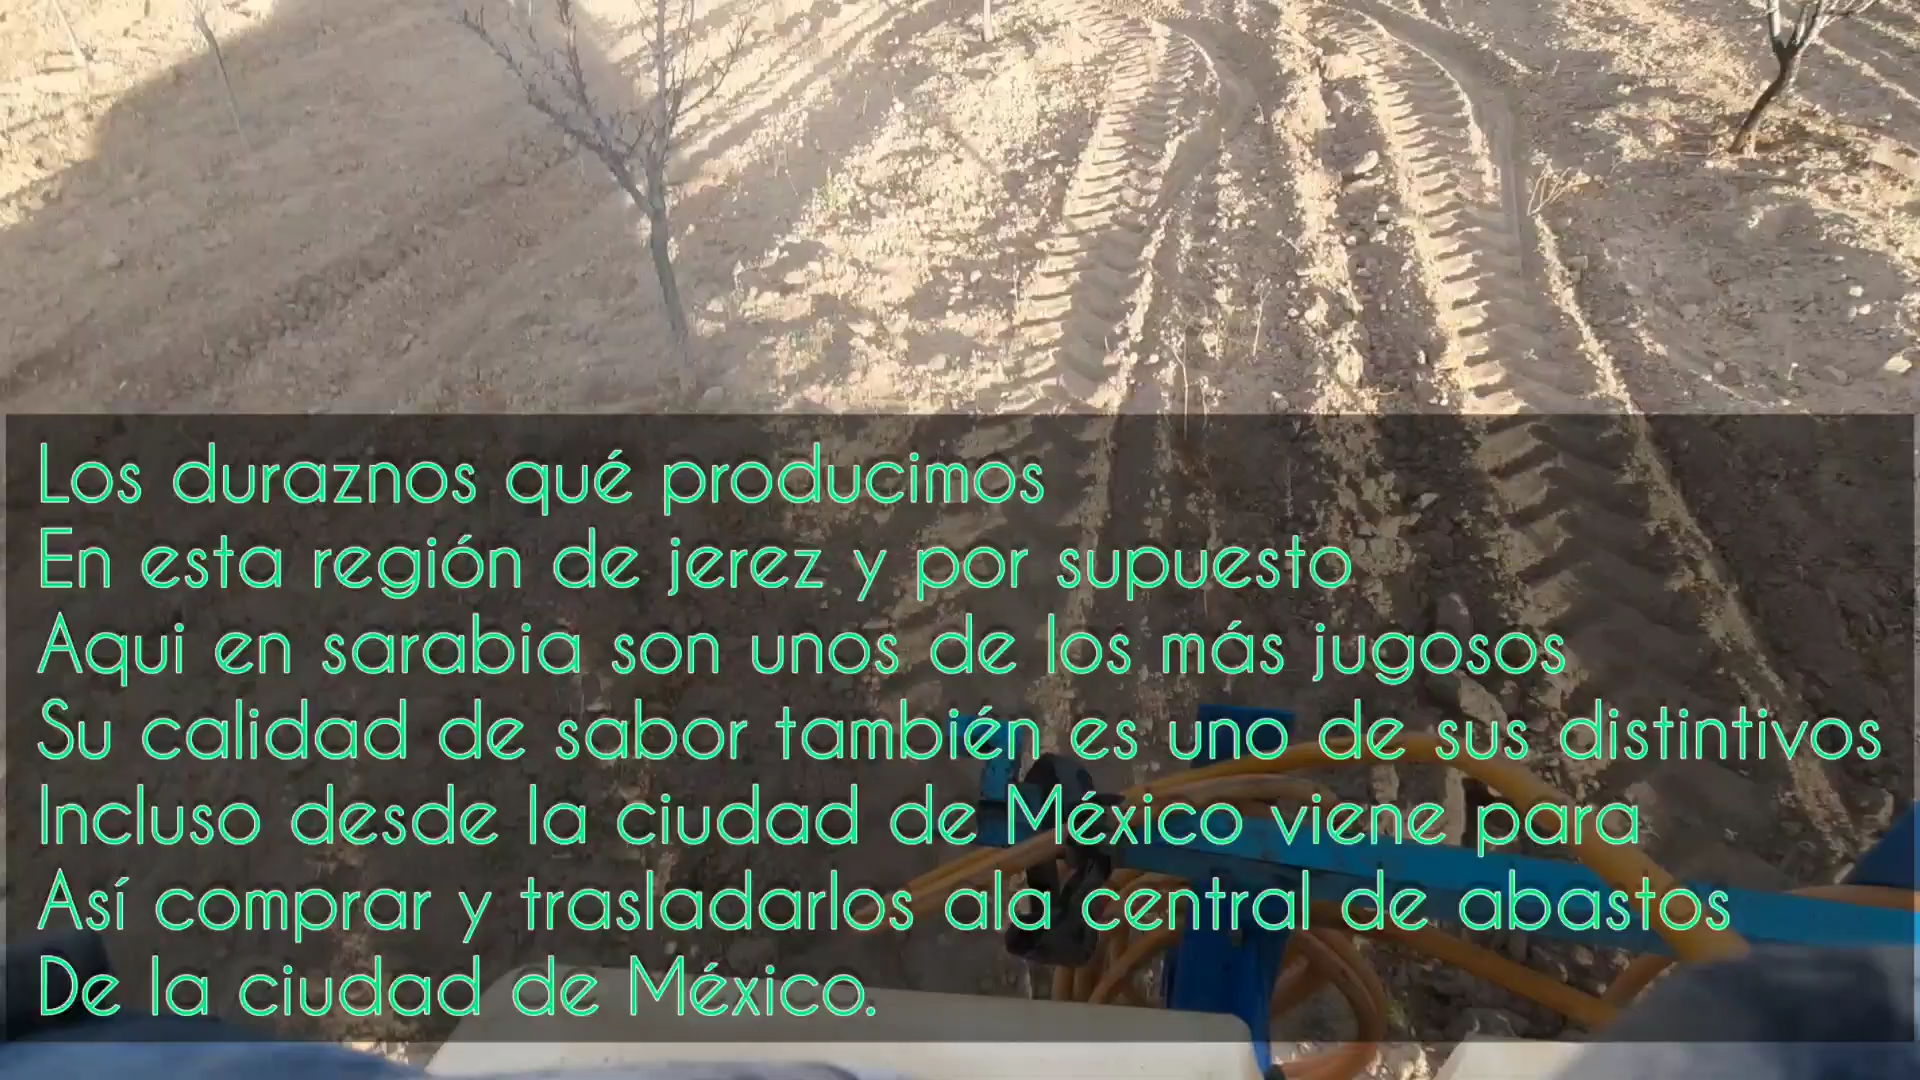 Los duraznos qué producimos
En esta región de jerez y por supuesto
Aqui en sarabia son unos de los más jugosos
Su calidad de sabor también es uno de sus distintivos
Incluso desde la ciudad de México viene para
Así comprar y trasladarlos ala central de abastos
De la ciudad de México.